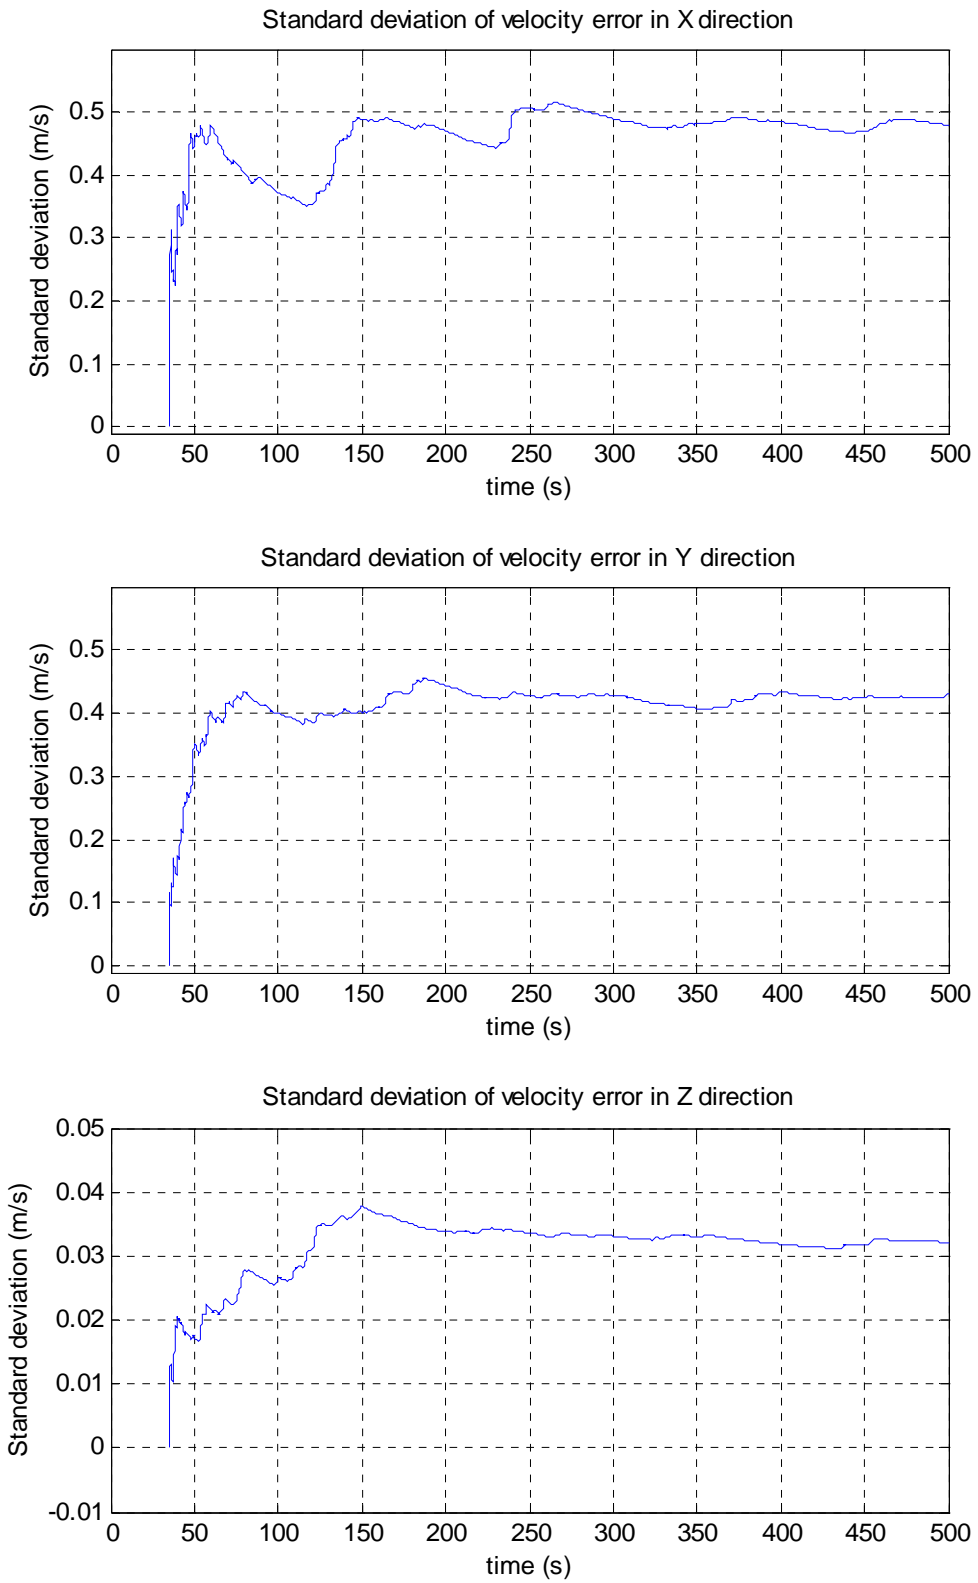 Standard deviation of velocity error in X direction
Standard deviation (m/s)
0.5
0.4
0.3
0.2
0.1
0
0 50 100 150 200 250 300 350 400 450 500
time (s)
Standard deviation of velocity error in Y direction
Standard deviation (m/s)
0.5
0.4
0.3
0.2
0.1
0
0 50 100 150 200 250 300 350 400 450 500
time (s)
Standard deviation of velocity error in Z direction
Standard deviation (m/s)
0.05
0.04
0.03
0.02
0.01
0
-0.01
0 50 100 150 200 250 300 350 400 450 500
time (s)